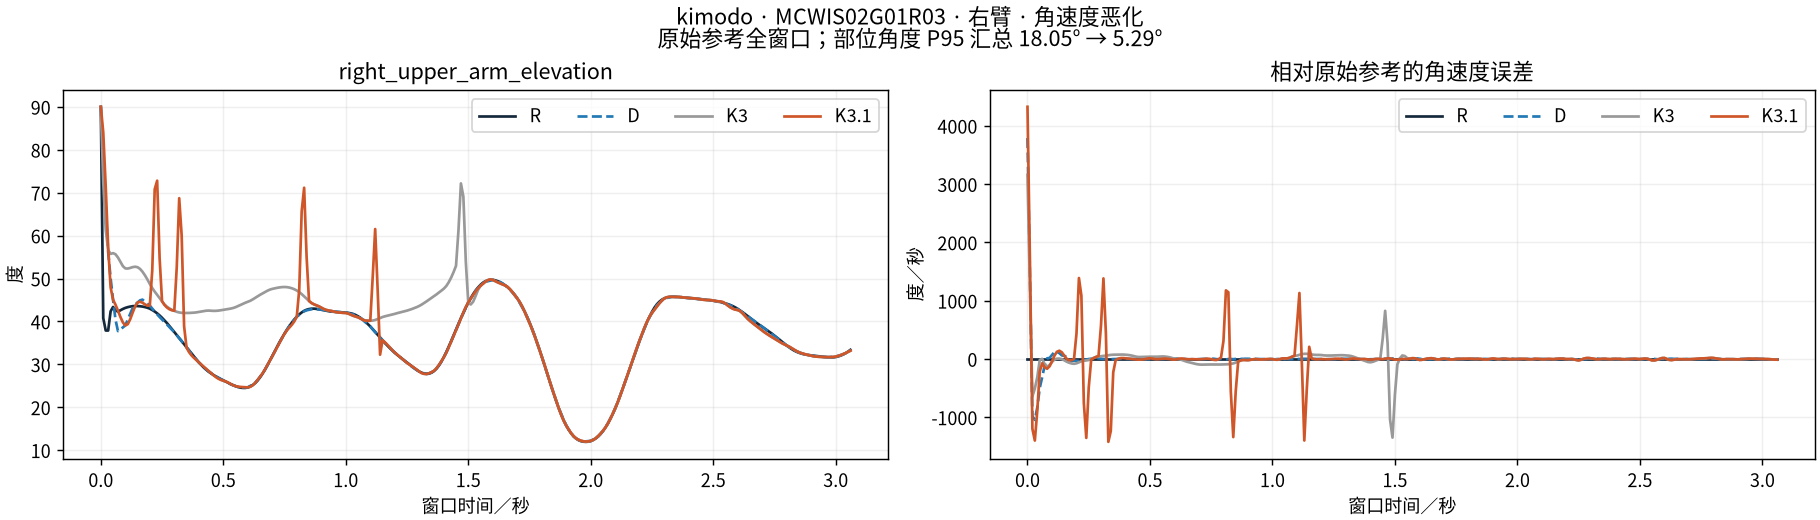 kimodo · MCWIS02G01R03 · 右臂 · 角速度恶化
原始参考全窗口；部位角度 P95 汇总 18.05° → 5.29°
right_upper_arm_elevation
R D K3 K3.1
度
90
80
70
60
50
40
30
20
10
0.0 0.5 1.0 1.5 2.0 2.5 3.0
窗口时间／秒
相对原始参考的角速度误差
R D K3 K3.1
度／秒
4000
3000
2000
1000
0
-1000
0.0 0.5 1.0 1.5 2.0 2.5 3.0
窗口时间／秒